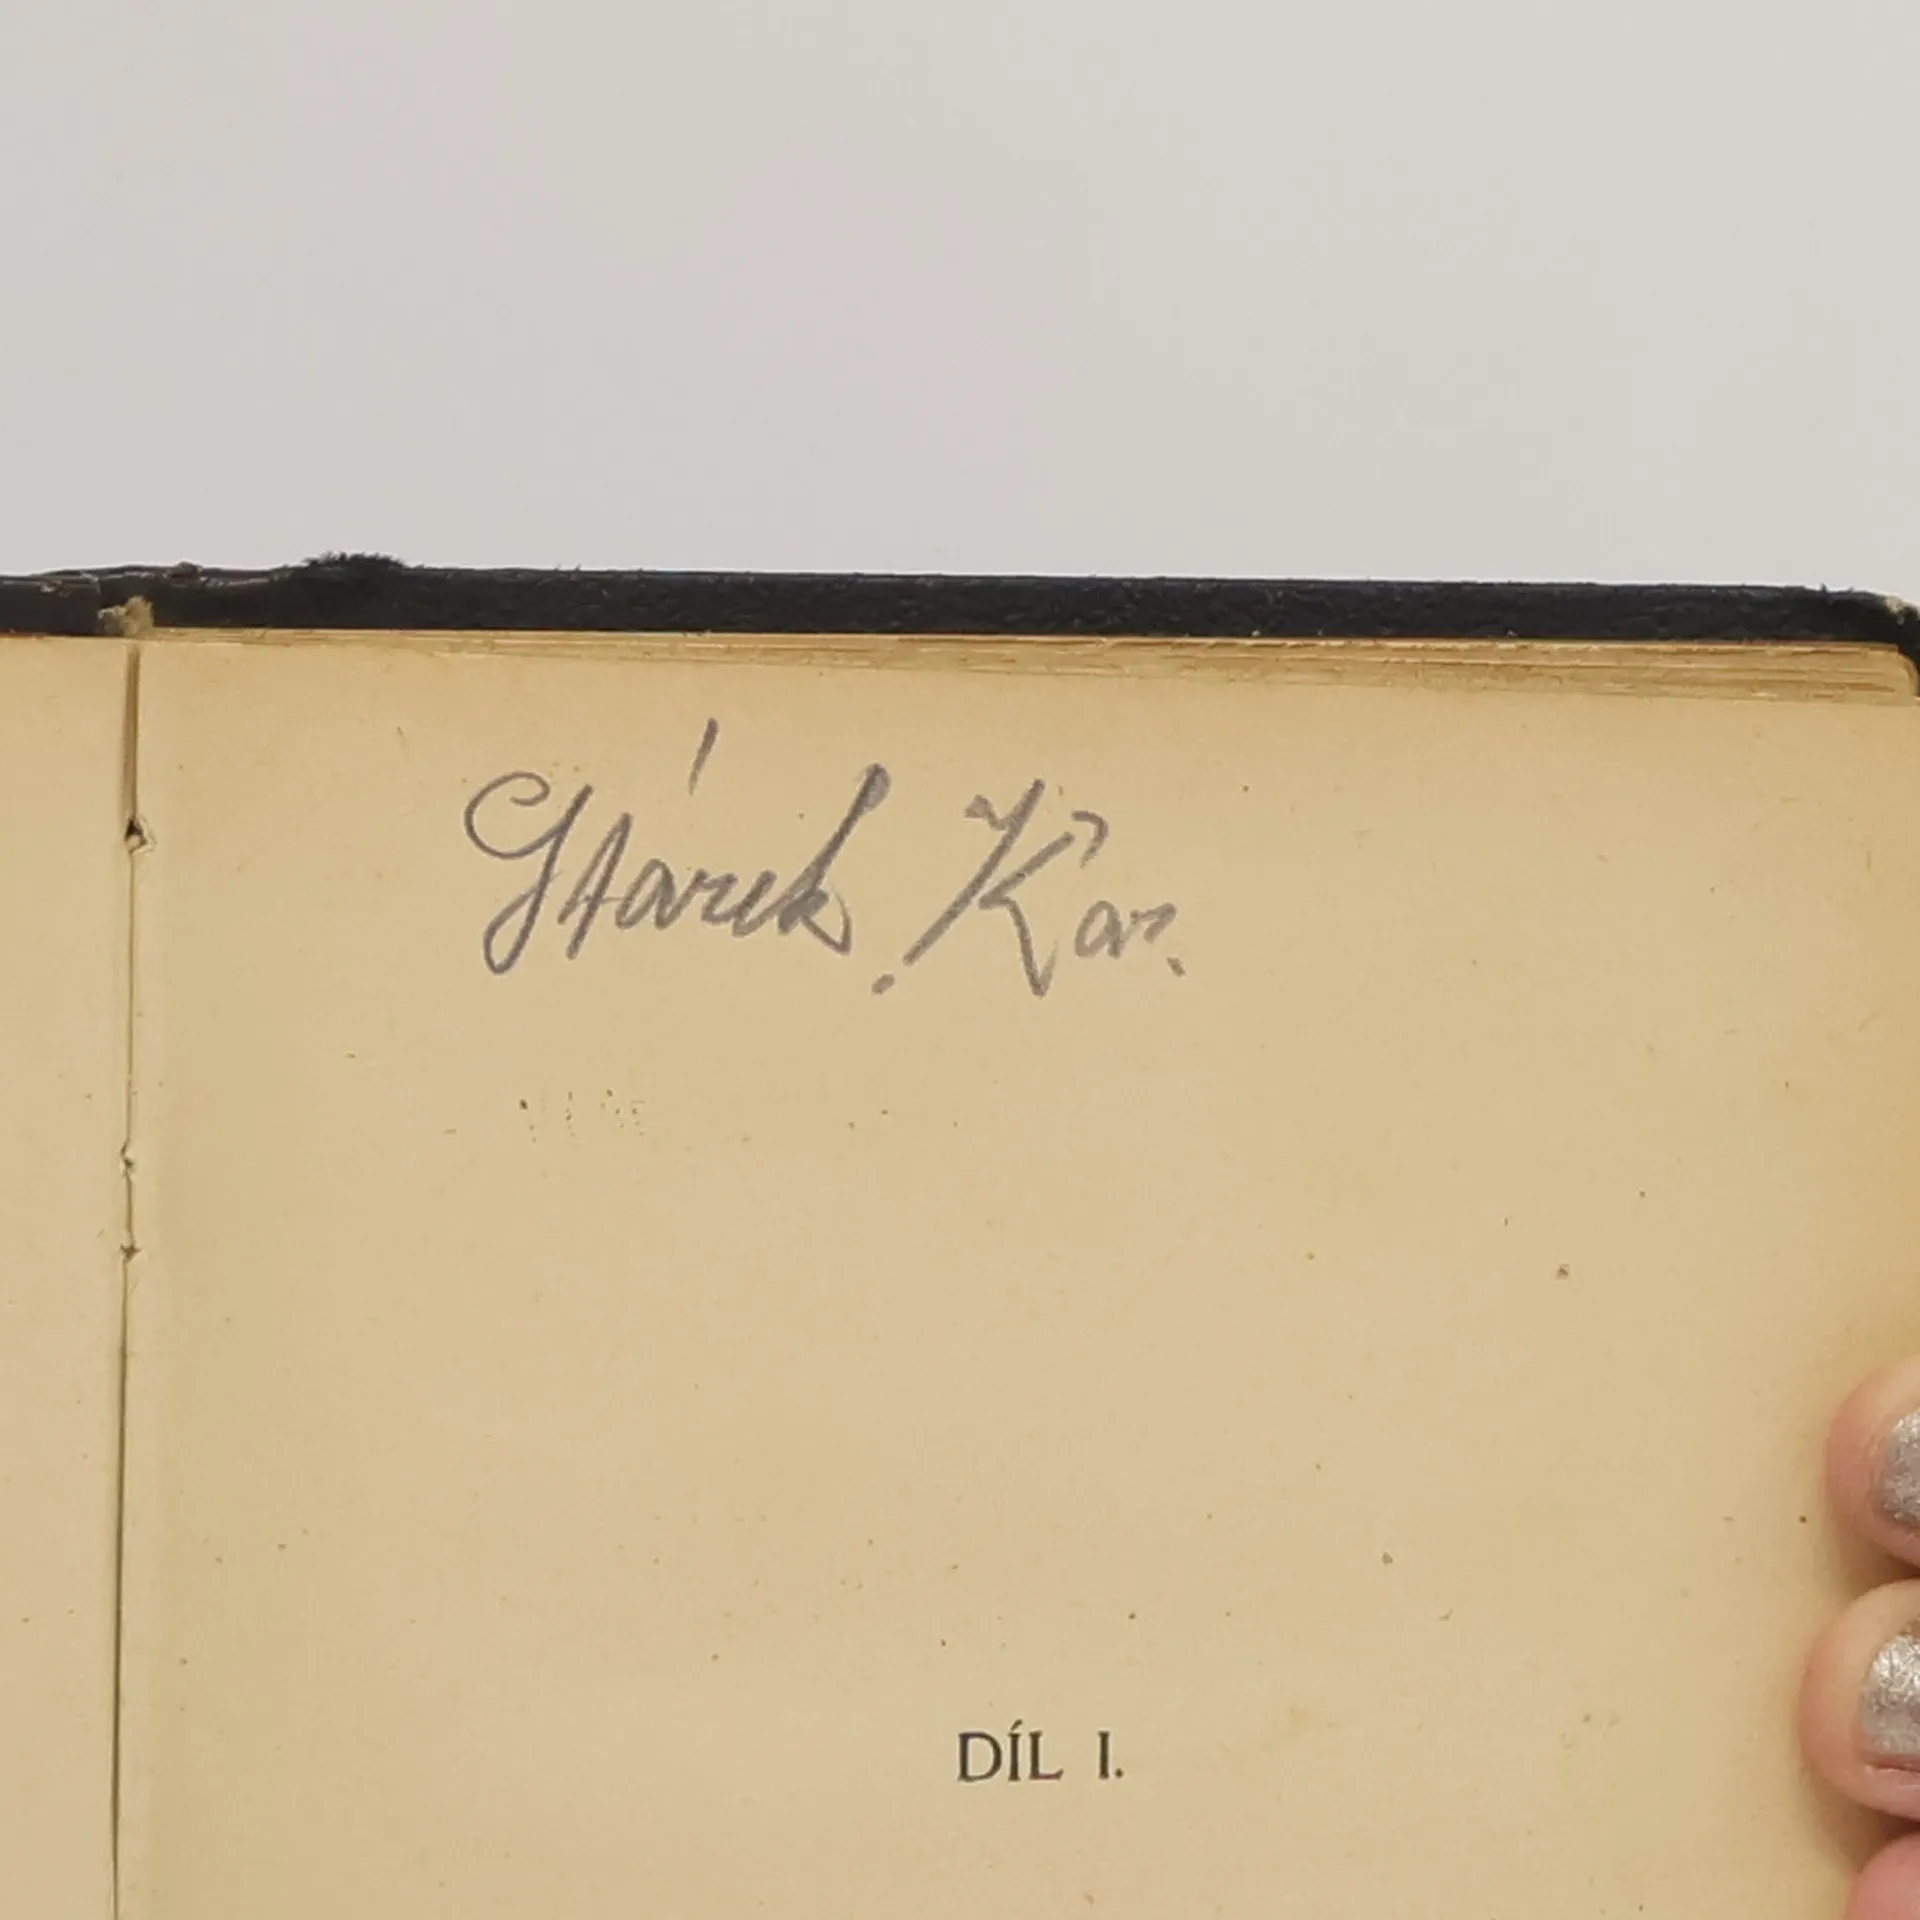 Stárek. Kar.
DÍL I.